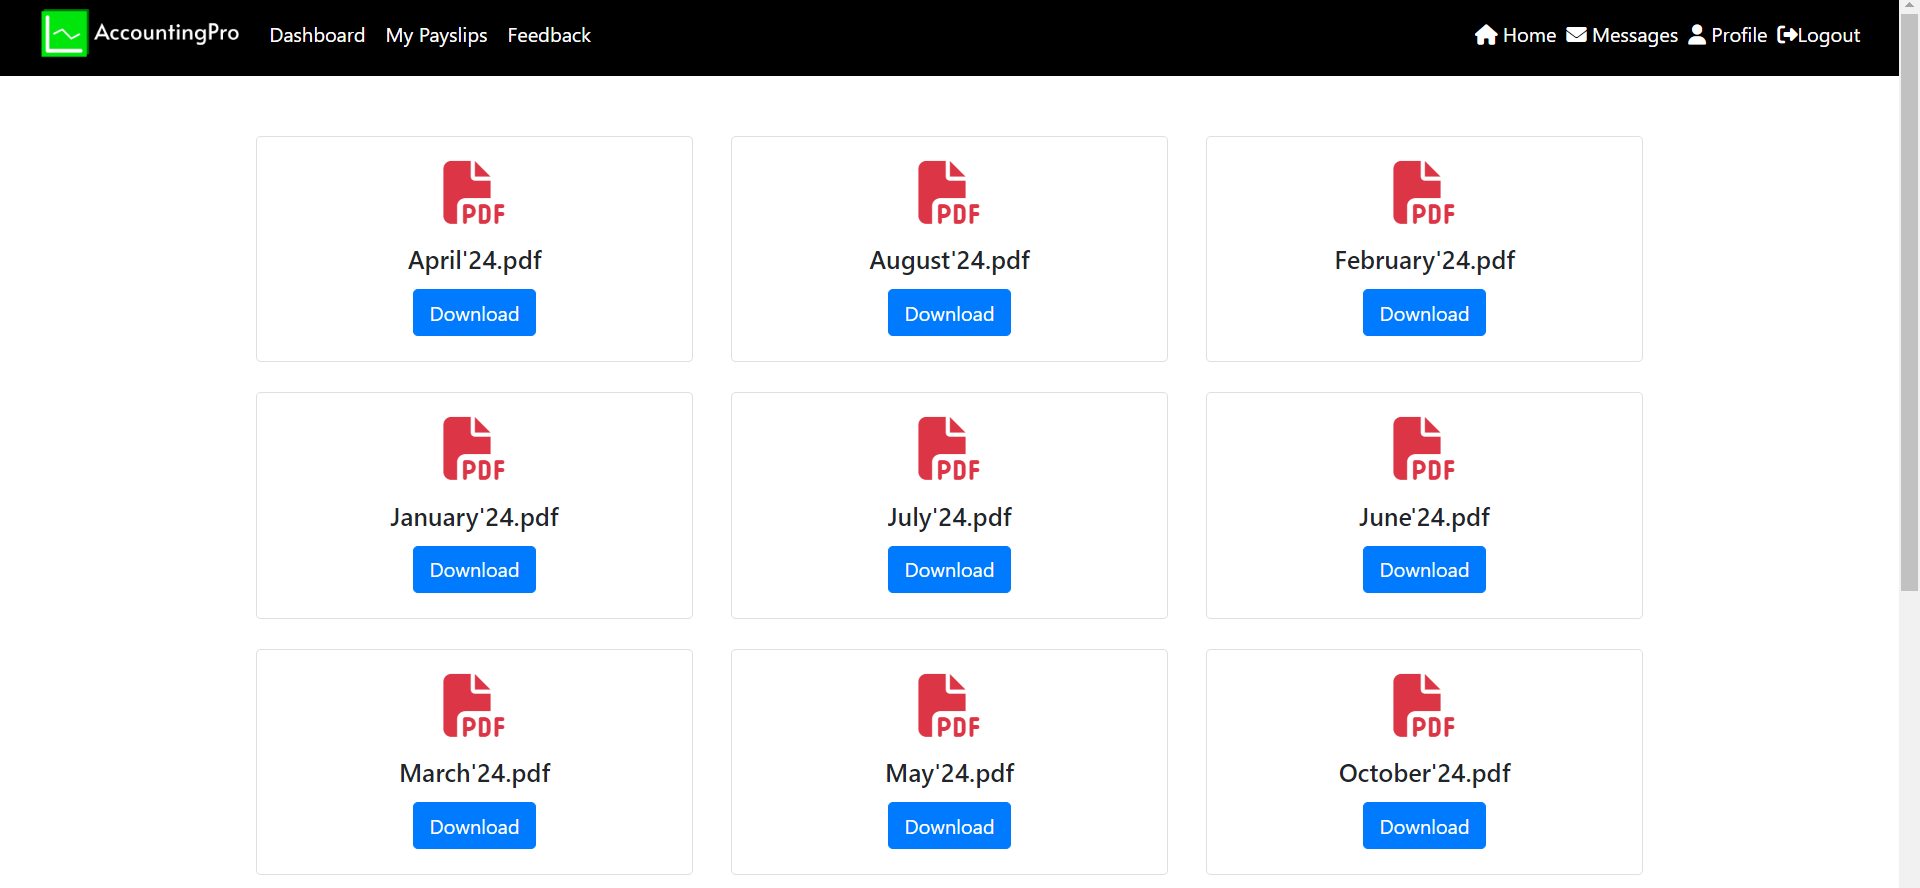 AccountingPro Dashboard My Payslips Feedback Home Messages Profile Logout
PDF PDF PDF
April'24.pdf August'24.pdf February'24.pdf
Download Download Download
PDF PDF PDF
January'24.pdf July'24.pdf June'24.pdf
Download Download Download
PDF PDF PDF
March'24.pdf May'24.pdf October'24.pdf
Download Download Download